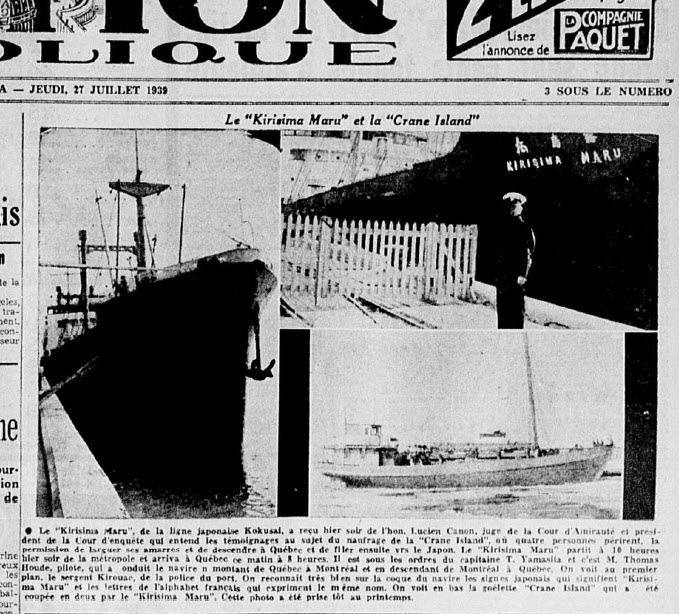 LA COMPAGNIE
Lisez
l'annonce de
PAQUET
OLIQUE
JEUDI, 27 JUILLET 1939
3 SOUS LE NUMERO
Le "Kirisima Maru" et la "Crane Island"
KIRISIMA MARU
● Le "Kirisima Maru", de la ligne japonaise Kokusai, a reçu hier soir de l'hon. Lucien Canon, juge de la Cour d'Amirauté et prési-
dent de la Cour d'enquête qui entend les témoignages au sujet du naufrage de la "Crane Island", où quatre personnes périrent, la
permission de larguer ses amarres et de descendre à Québec et de filer ensuite vrs le Japon. Le "Kirisima Maru" partit à 10 heures
hier soir de la métropole et arriva à Québec ce matin à 8 heures. Il est sous les ordres du capitaine T. Yamasita et c'est M. Thomas
Houde, pilote, qui a onduit le navire n montant de Québec à Montréal et en descendant de Montréal à Québec. On voit au premier
plan, le sergent Kirouac, de la police du port. On reconnaît très bien sur la coque du navire les signes japonais qui signifient "Kirisi-
ma Maru" et les lettres de l'alphabet français qui expriment le même nom. On voit en bas la goélette "Crane Island" qui a été
coupée en deux par le "Kirisima Maru". Cette photo a été prise tôt au printemps.